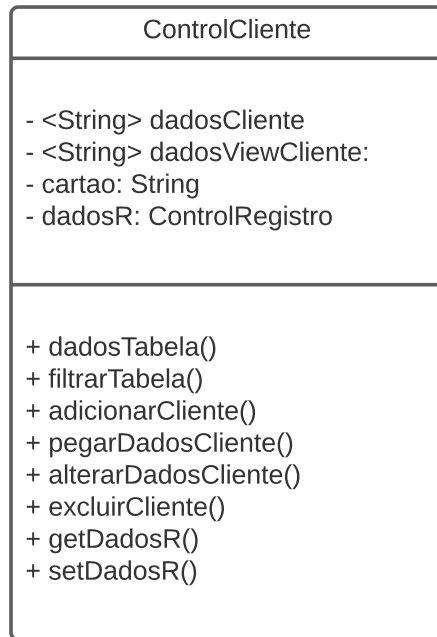 ControlCliente
- <String> dadosCliente
- <String> dadosViewCliente:
- cartao: String
- dadosR: ControlRegistro
+ dadosTabela()
+ filtrarTabela()
+ adicionarCliente()
+ pegarDadosCliente()
+ alterarDadosCliente()
+ excluirCliente()
+ getDadosR()
+ setDadosR()